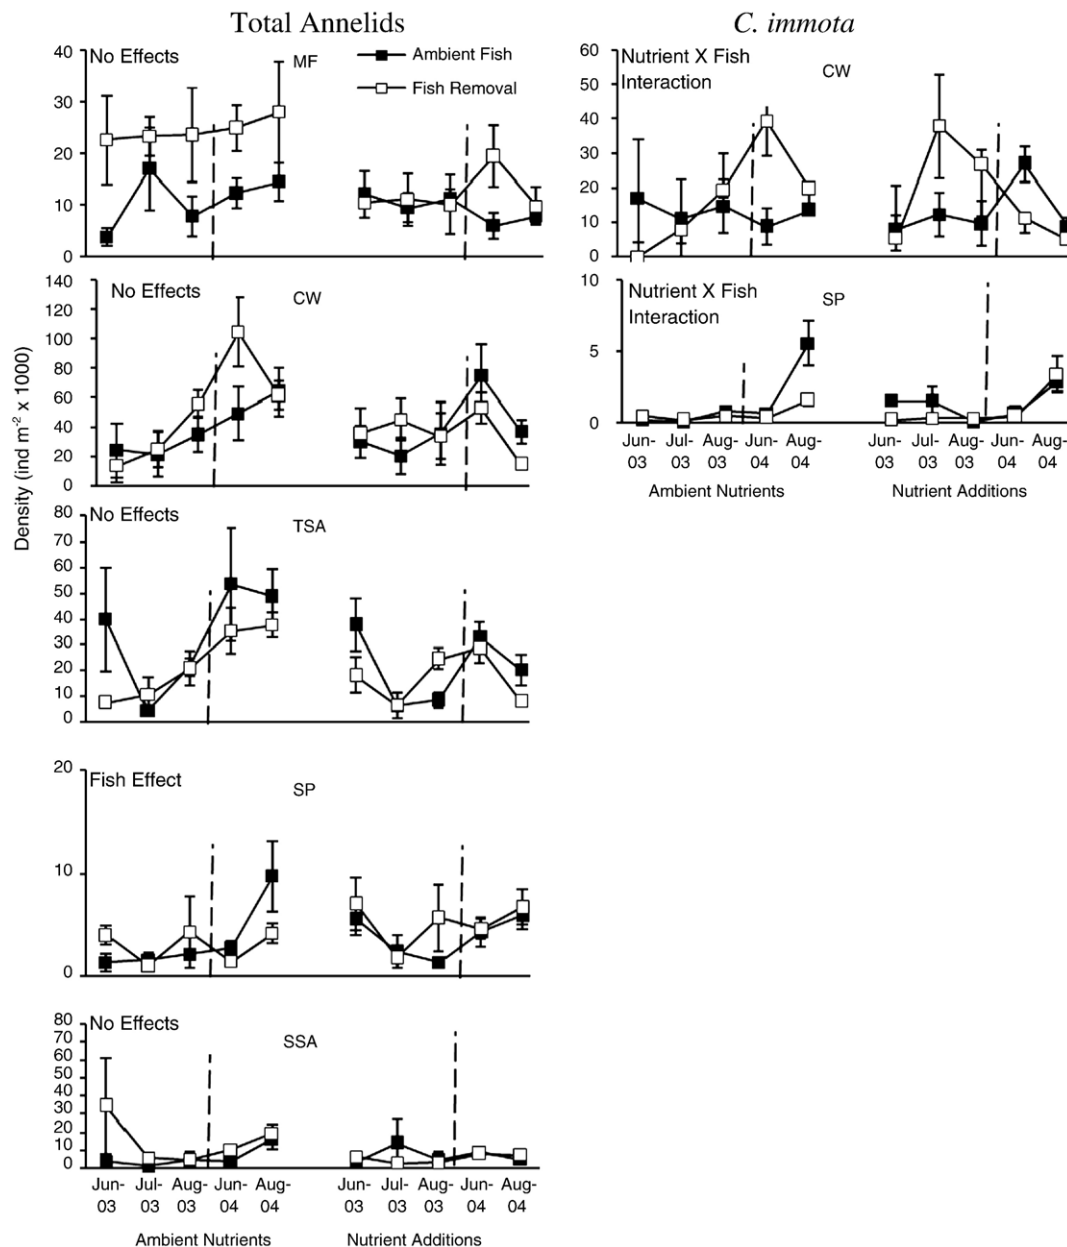 Total Annelids
C. immota
No Effects
MF
Ambient Fish
Fish Removal
40
30
20
10
0
Nutrient X Fish
Interaction
CW
60
50
40
30
20
10
0
No Effects
CW
140
120
100
80
60
40
20
0
Nutrient X Fish
Interaction
SP
10
5
0
Jun-
03
Jul-
03
Aug-
03
Jun-
04
Aug-
04
Jun-
03
Jul-
03
Aug-
03
Jun-
04
Aug-
04
Ambient Nutrients
Nutrient Additions
Density (ind m-2 x 1000)
No Effects
TSA
80
70
60
50
40
30
20
10
0
Fish Effect
SP
20
10
0
No Effects
SSA
80
70
60
50
40
30
20
10
0
Jun-
03
Jul-
03
Aug-
03
Jun-
04
Aug-
04
Jun-
03
Jul-
03
Aug-
03
Jun-
04
Aug-
04
Ambient Nutrients
Nutrient Additions